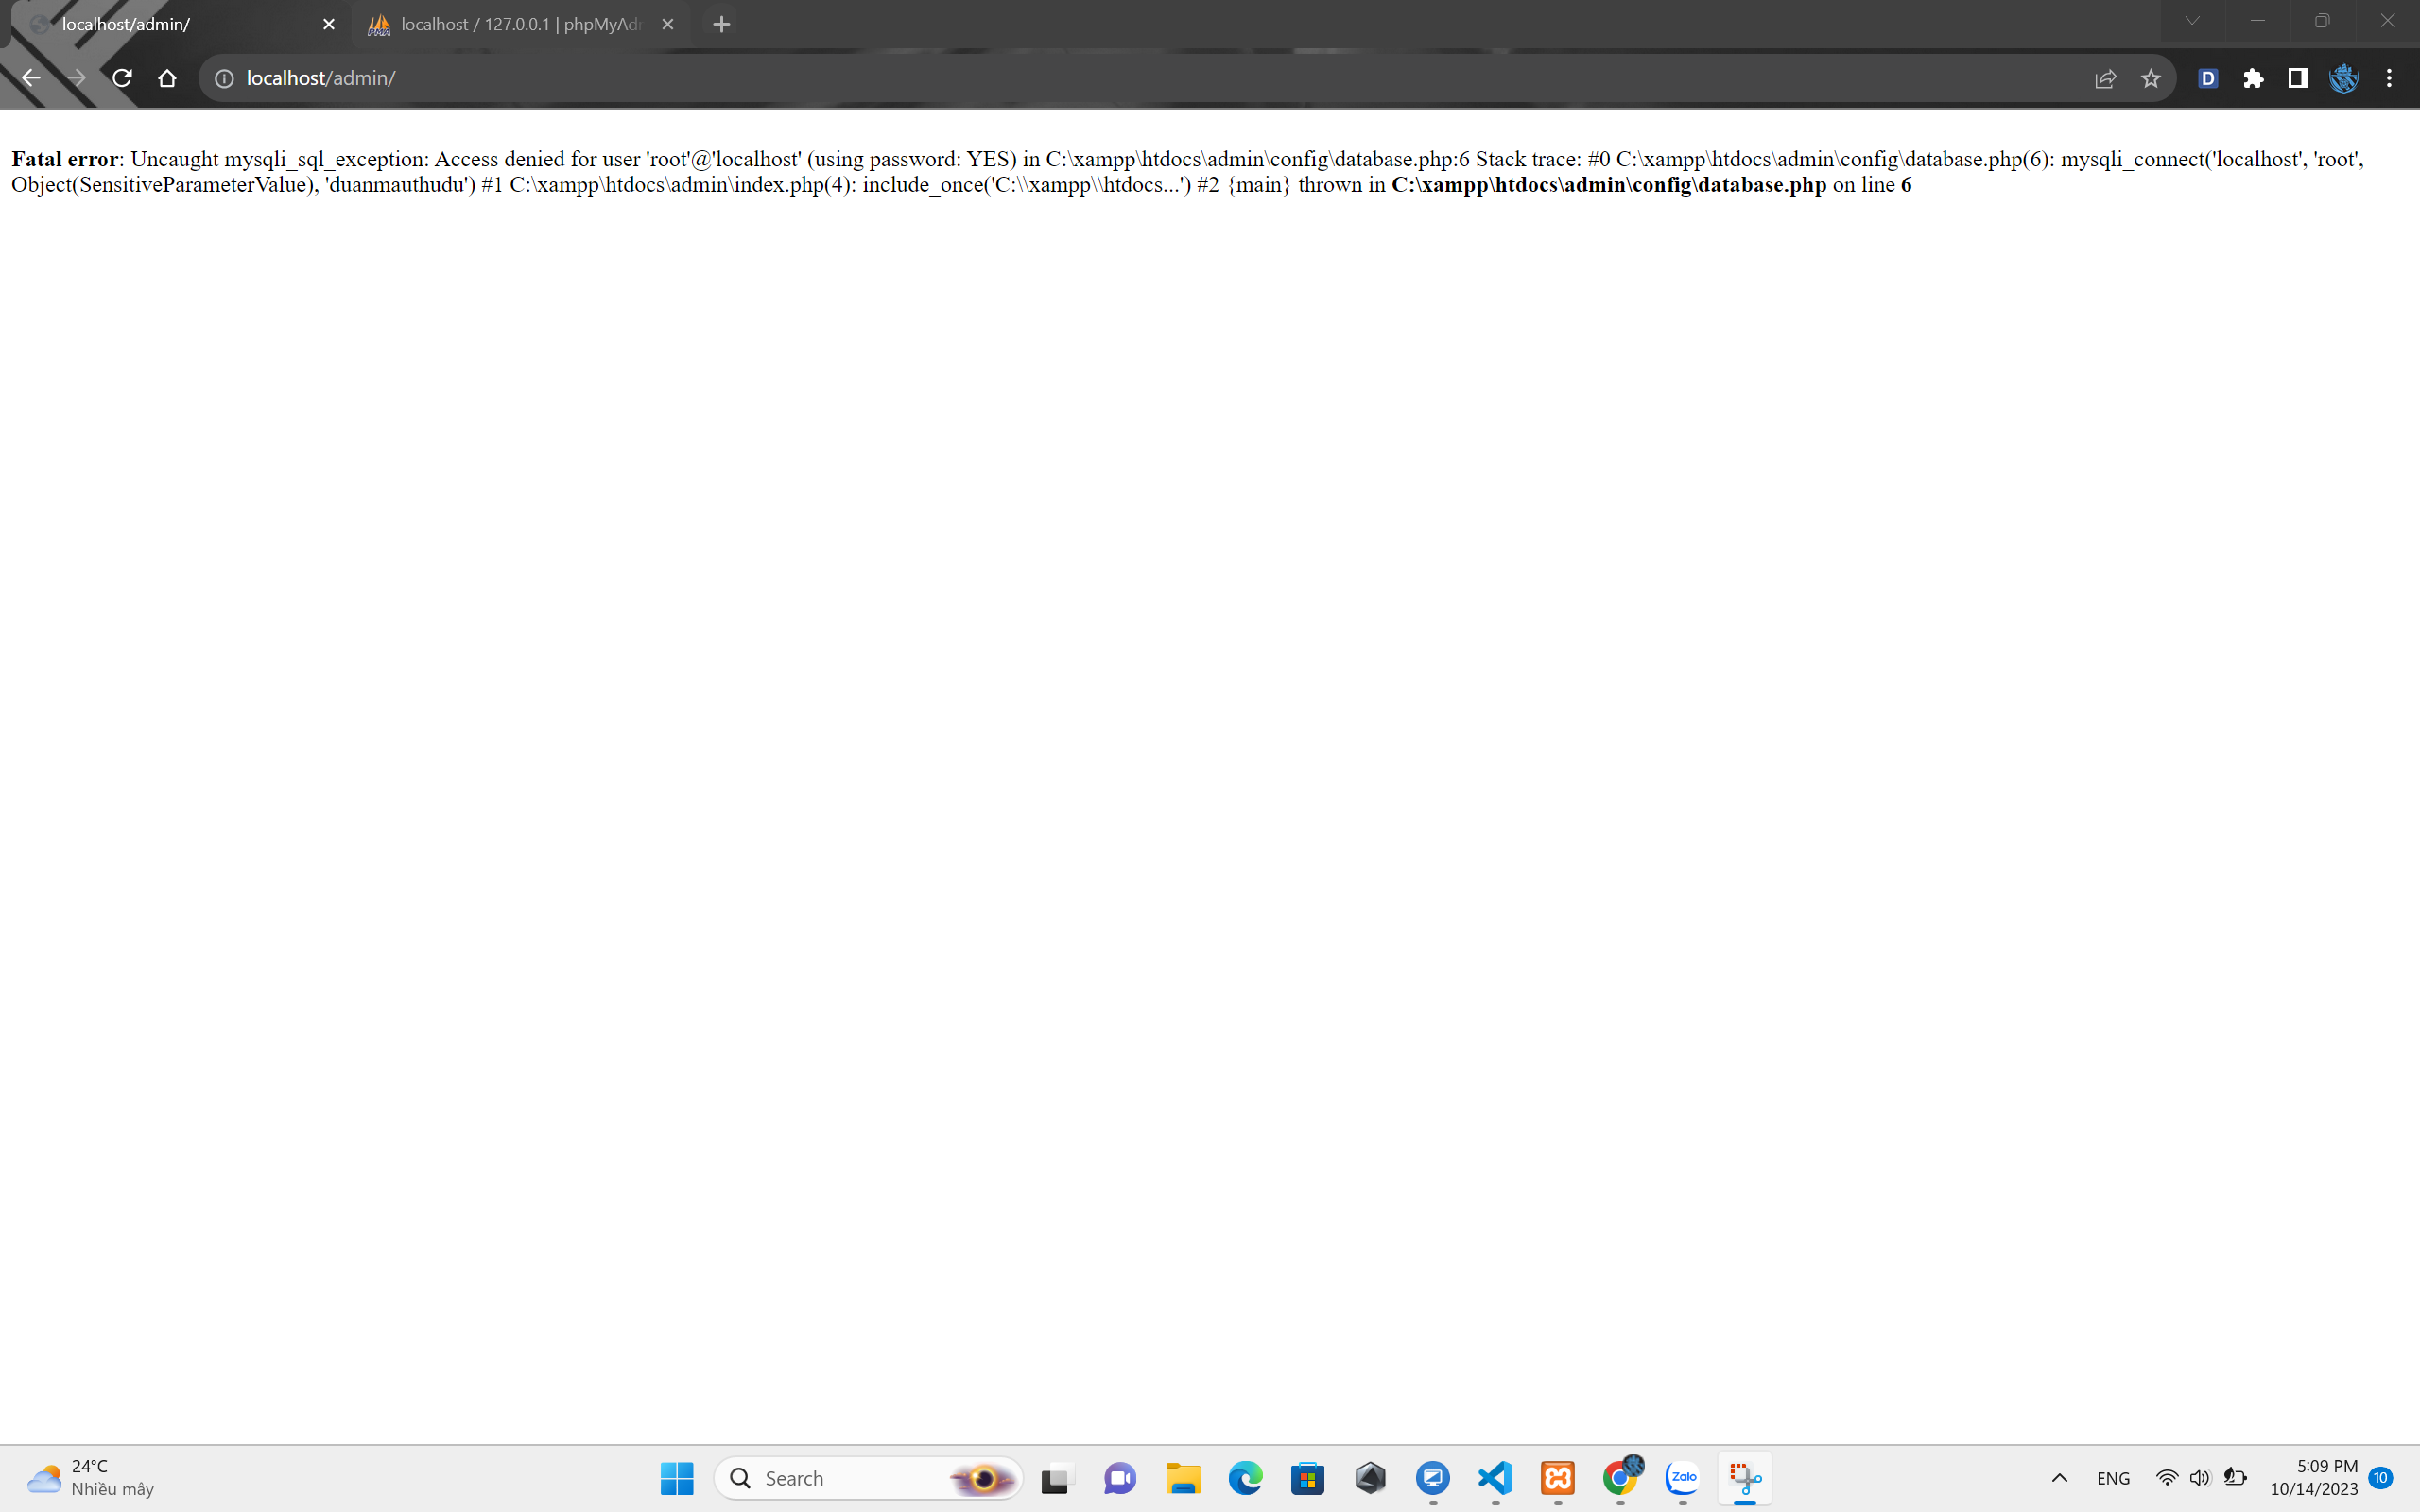 localhost/admin/
localhost / 127.0.0.1 | phpMyAdr
localhost/admin/
D
Fatal error: Uncaught mysqli_sql_exception: Access denied for user 'root'@'localhost' (using password: YES) in C:\xampp\htdocs\admin\config\database.php:6 Stack trace: #0 C:\xampp\htdocs\admin\config\database.php(6): mysqli_connect('localhost', 'root',
Object(SensitiveParameterValue), 'duanmauthudu') #1 C:\xampp\htdocs\admin\index.php(4): include_once('C:\\xampp\\htdocs...') #2 {main} thrown in C:\xampp\htdocs\admin\config\database.php on line 6
24°C
Nhiều mây
Search
Zalo
ENG
5:09 PM
10/14/2023
10